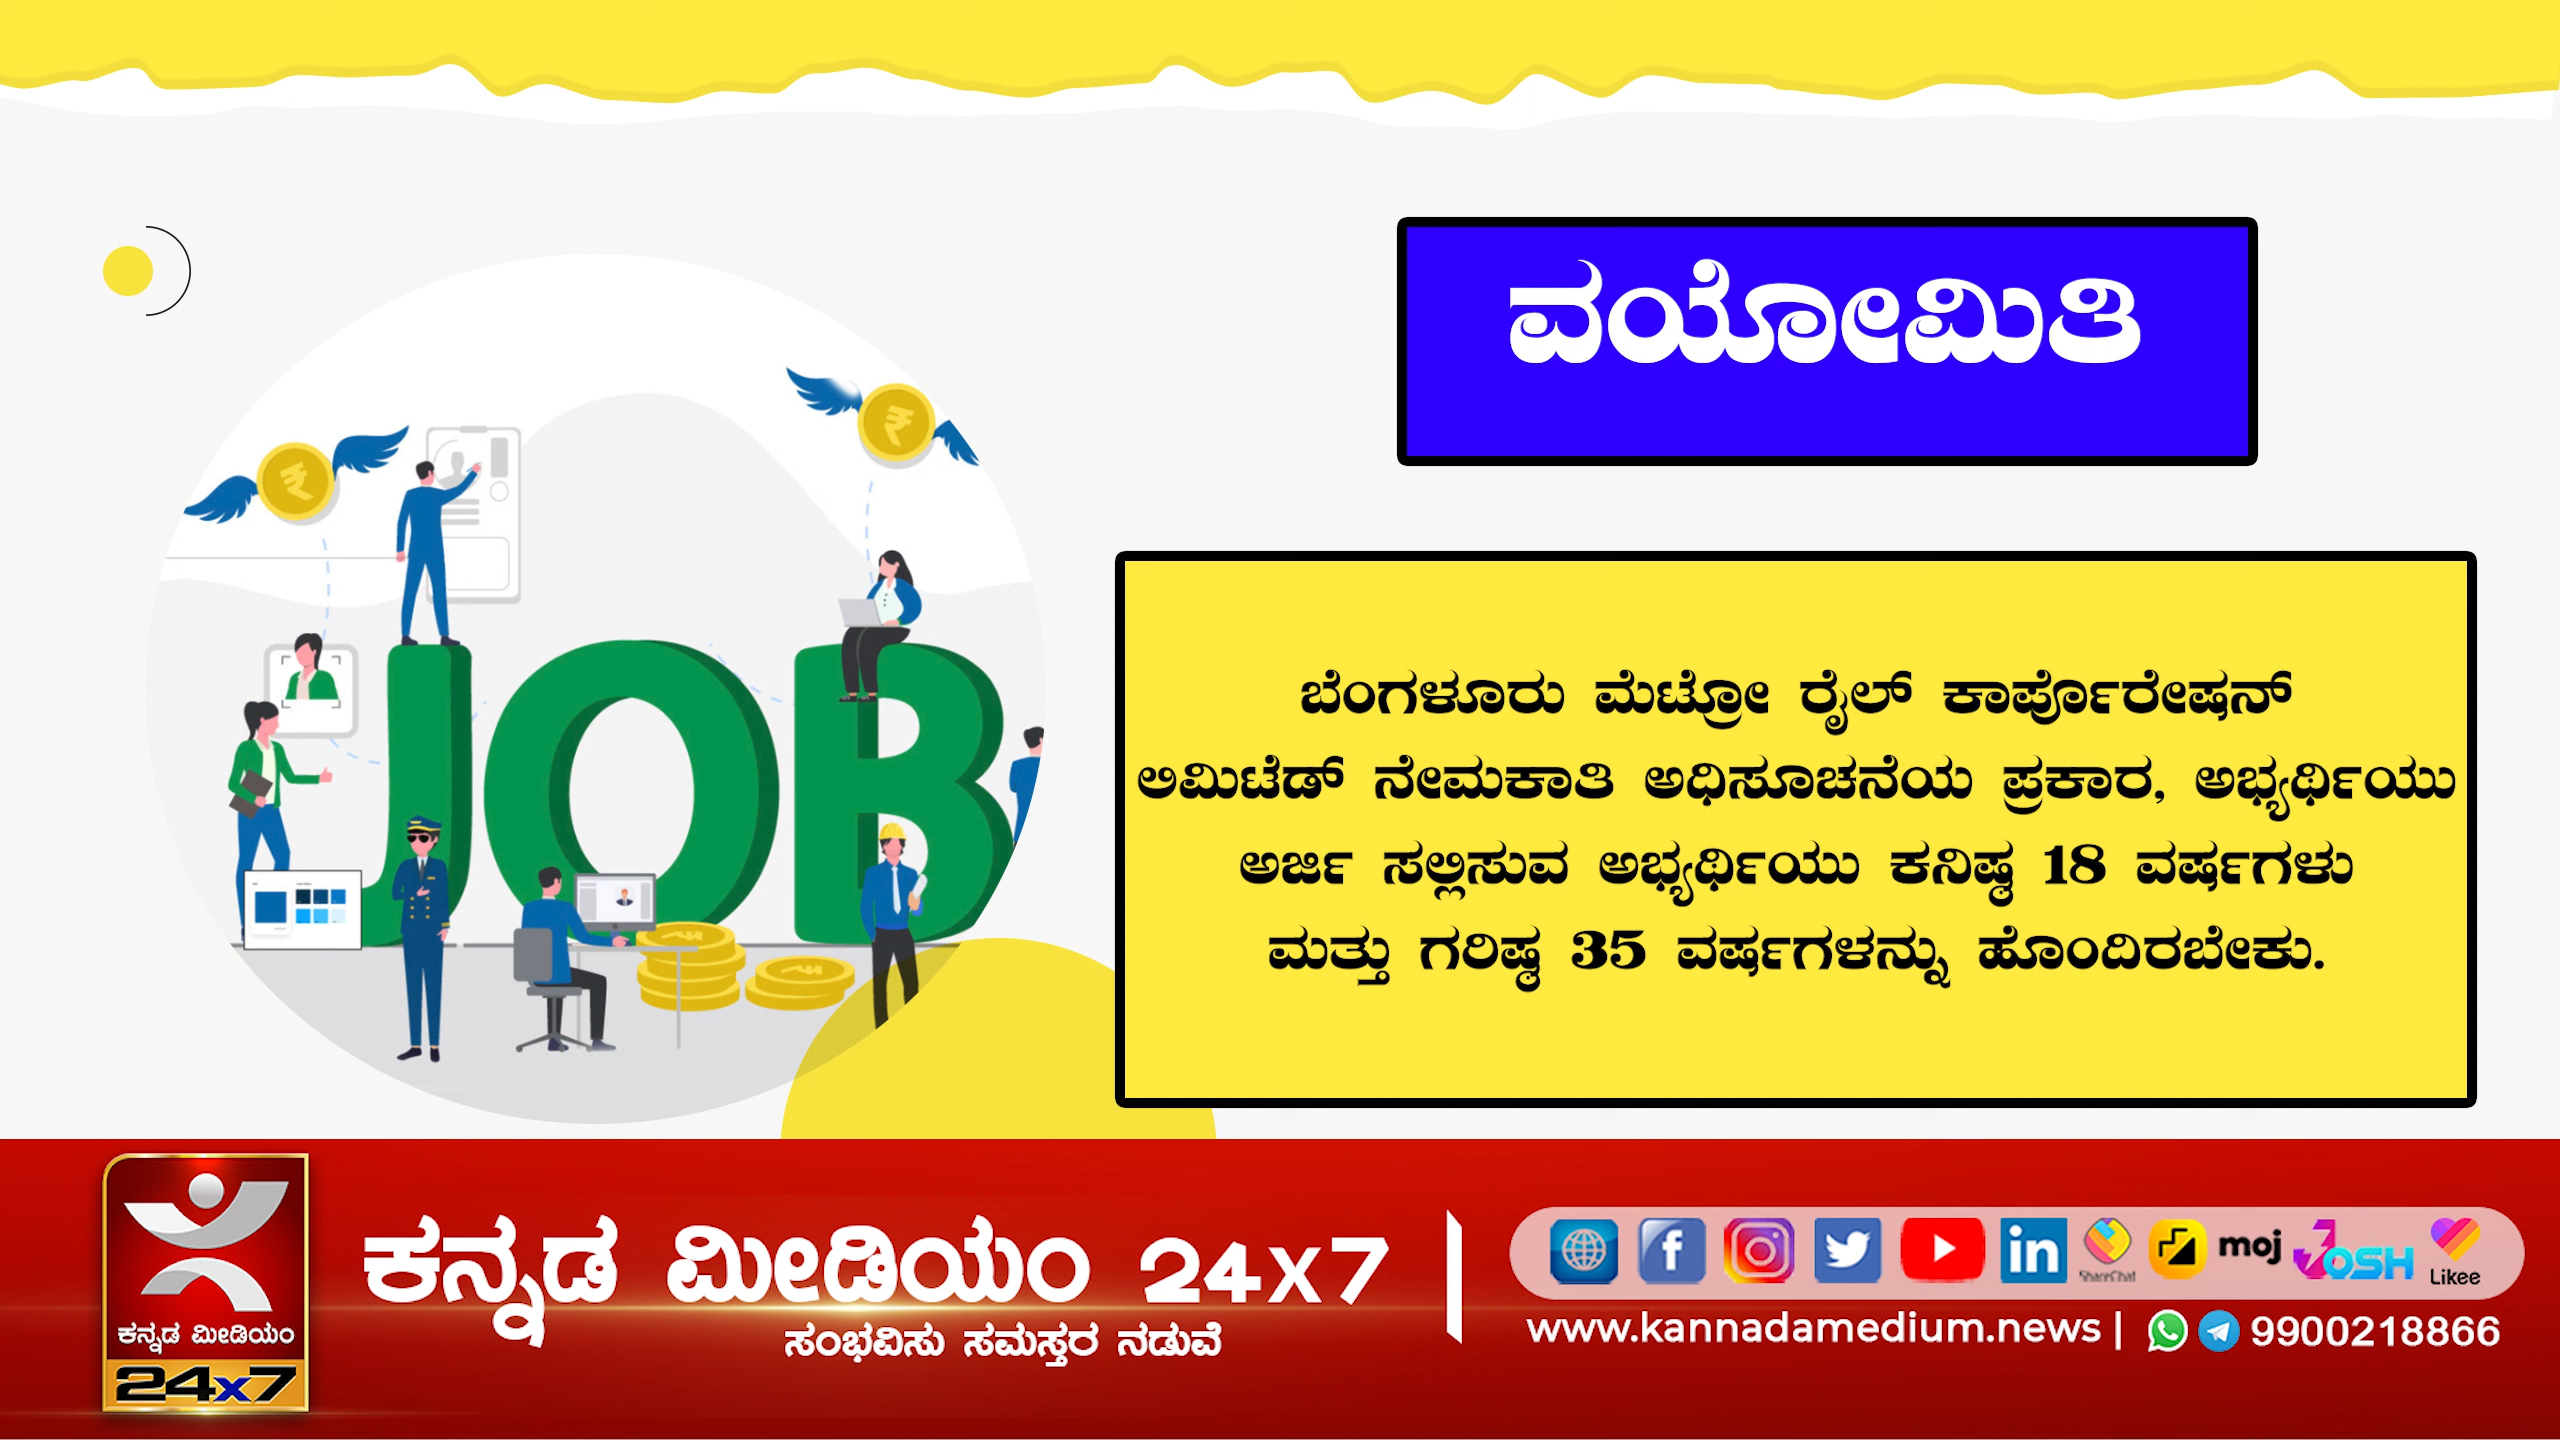 ವಯೋಮಿತಿ
ಬೆಂಗಳೂರು ಮೆಟ್ರೋ ರೈಲ್ ಕಾರ್ಪೊರೇಷನ್
ಲಿಮಿಟೆಡ್ ನೇಮಕಾತಿ ಅಧಿಸೂಚನೆಯ ಪ್ರಕಾರ, ಅಭ್ಯರ್ಥಿಯು
ಅರ್ಜಿ ಸಲ್ಲಿಸುವ ಅಭ್ಯರ್ಥಿಯು ಕನಿಷ್ಠ 18 ವರ್ಷಗಳು
ಮತ್ತು ಗರಿಷ್ಠ 35 ವರ್ಷಗಳನ್ನು ಹೊಂದಿರಬೇಕು.
JOB
ಕನ್ನಡ ಮೀಡಿಯಂ
24x7
ಕನ್ನಡ ಮೀಡಿಯಂ 24x7
ಸಂಭವಿಸು ಸಮಸ್ತರ ನಡುವೆ
ShareChat moj Josh Likee
www.kannadamedium.news | 9900218866